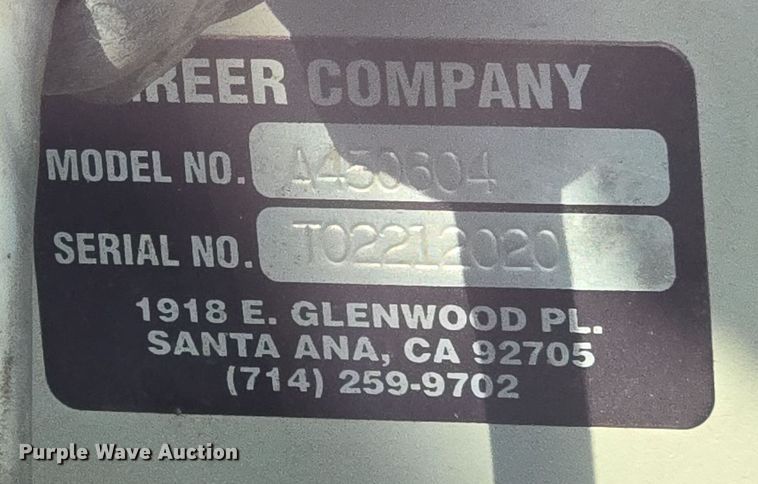 REER COMPANY
MODEL NO. A450604
SERIAL NO. T02212020
1918 E. GLENWOOD PL.
SANTA ANA, CA 92705
(714) 259-9702
Purple Wave Auction